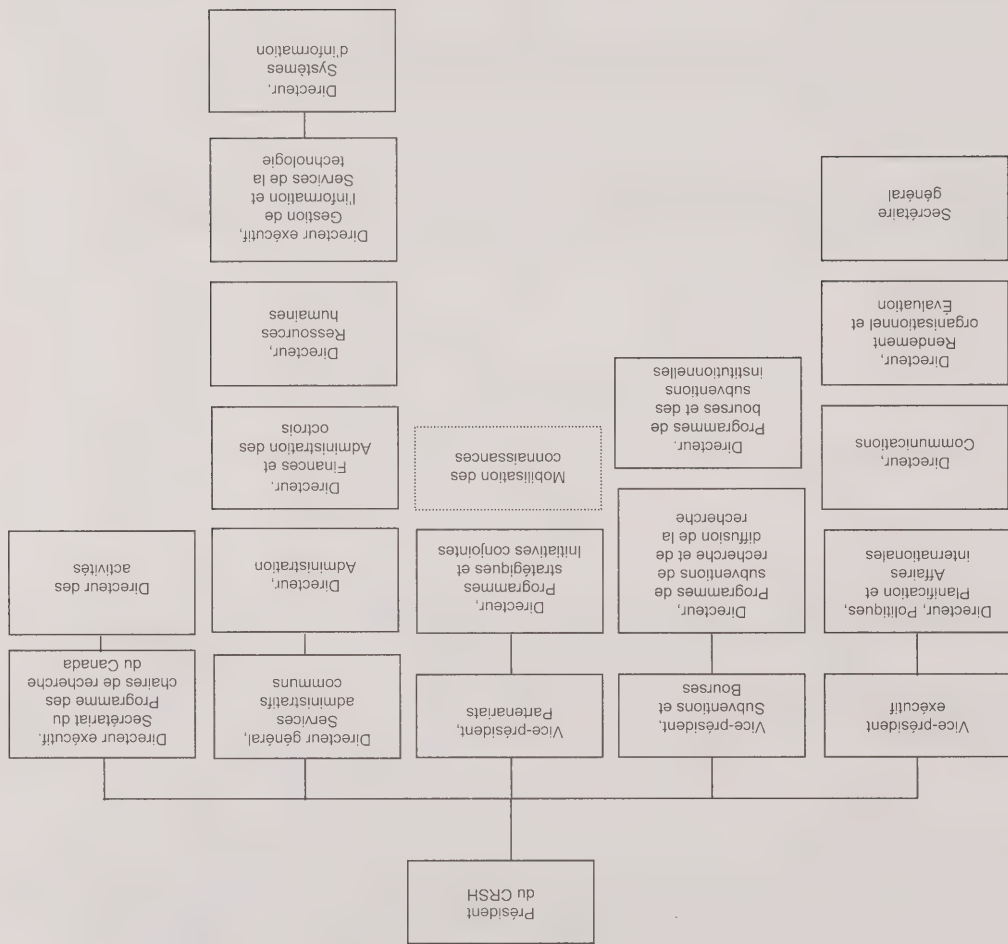 Président
du CRSH
Vice-président
exécutif
Directeur, Politiques,
Planification et
Affaires
internationales
Directeur,
Communications
Directeur,
Rendement
organisationnel et
Évaluation
Secrétaire
général
Vice-président,
Subventions et
Bourses
Directeur,
Programmes de
subventions de
recherche et de
diffusion de la
recherche
Directeur.
Programmes de
bourses et des
subventions
institutionnelles
Vice-président,
Partenariats
Directeur,
Programmes
stratégiques et
Initiatives conjointes
Mobilisation des
connaissances
Directeur général,
Services
administratifs
communs
Directeur,
Administration
Directeur.
Finances et
Administration des
octrois
Directeur,
Ressources
humaines
Directeur exécutif,
Gestion de
l'information et
Services de la
technologie
Directeur.
Systèmes
d'information
Directeur exécutif.
Secrétariat du
Programme des
chaires de recherche
du Canada
Directeur des
activités